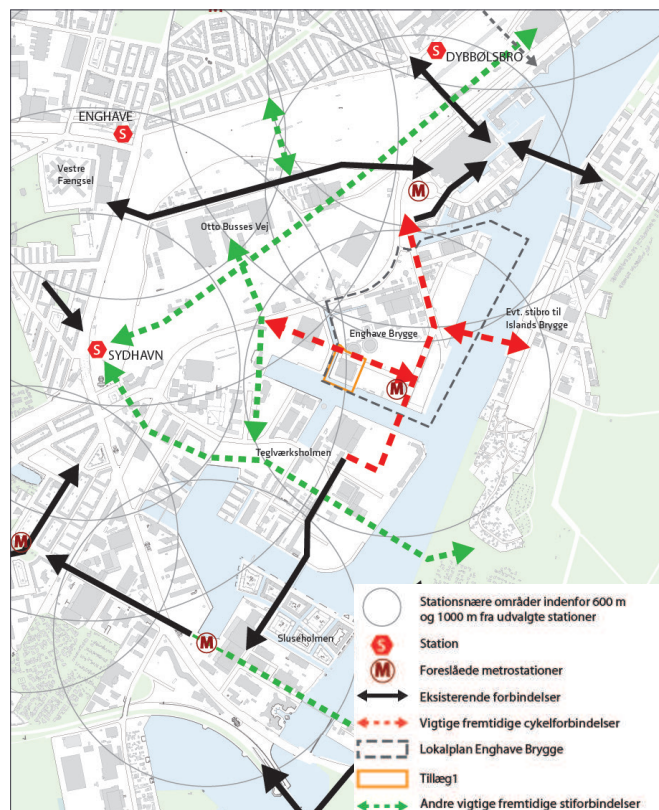 S
DYBBØLSBRO
ENGHAVE
S
Vestre
Fængsel
M
Otto Busses Vej
Enghave Brygge
Evt. stibro til
Islands Brygge
S
SYDHAVN
M
Teglværksholmen
M
Sluseholmen
M
Stationsnære områder indenfor 600 m
og 1000 m fra udvalgte stationer
S
Station
M
Foreslåede metrostationer
Eksisterende forbindelser
Vigtige fremtidige cykelforbindelser
Lokalplan Enghave Brygge
Tillæg1
Andre vigtige fremtidige stiforbindelser